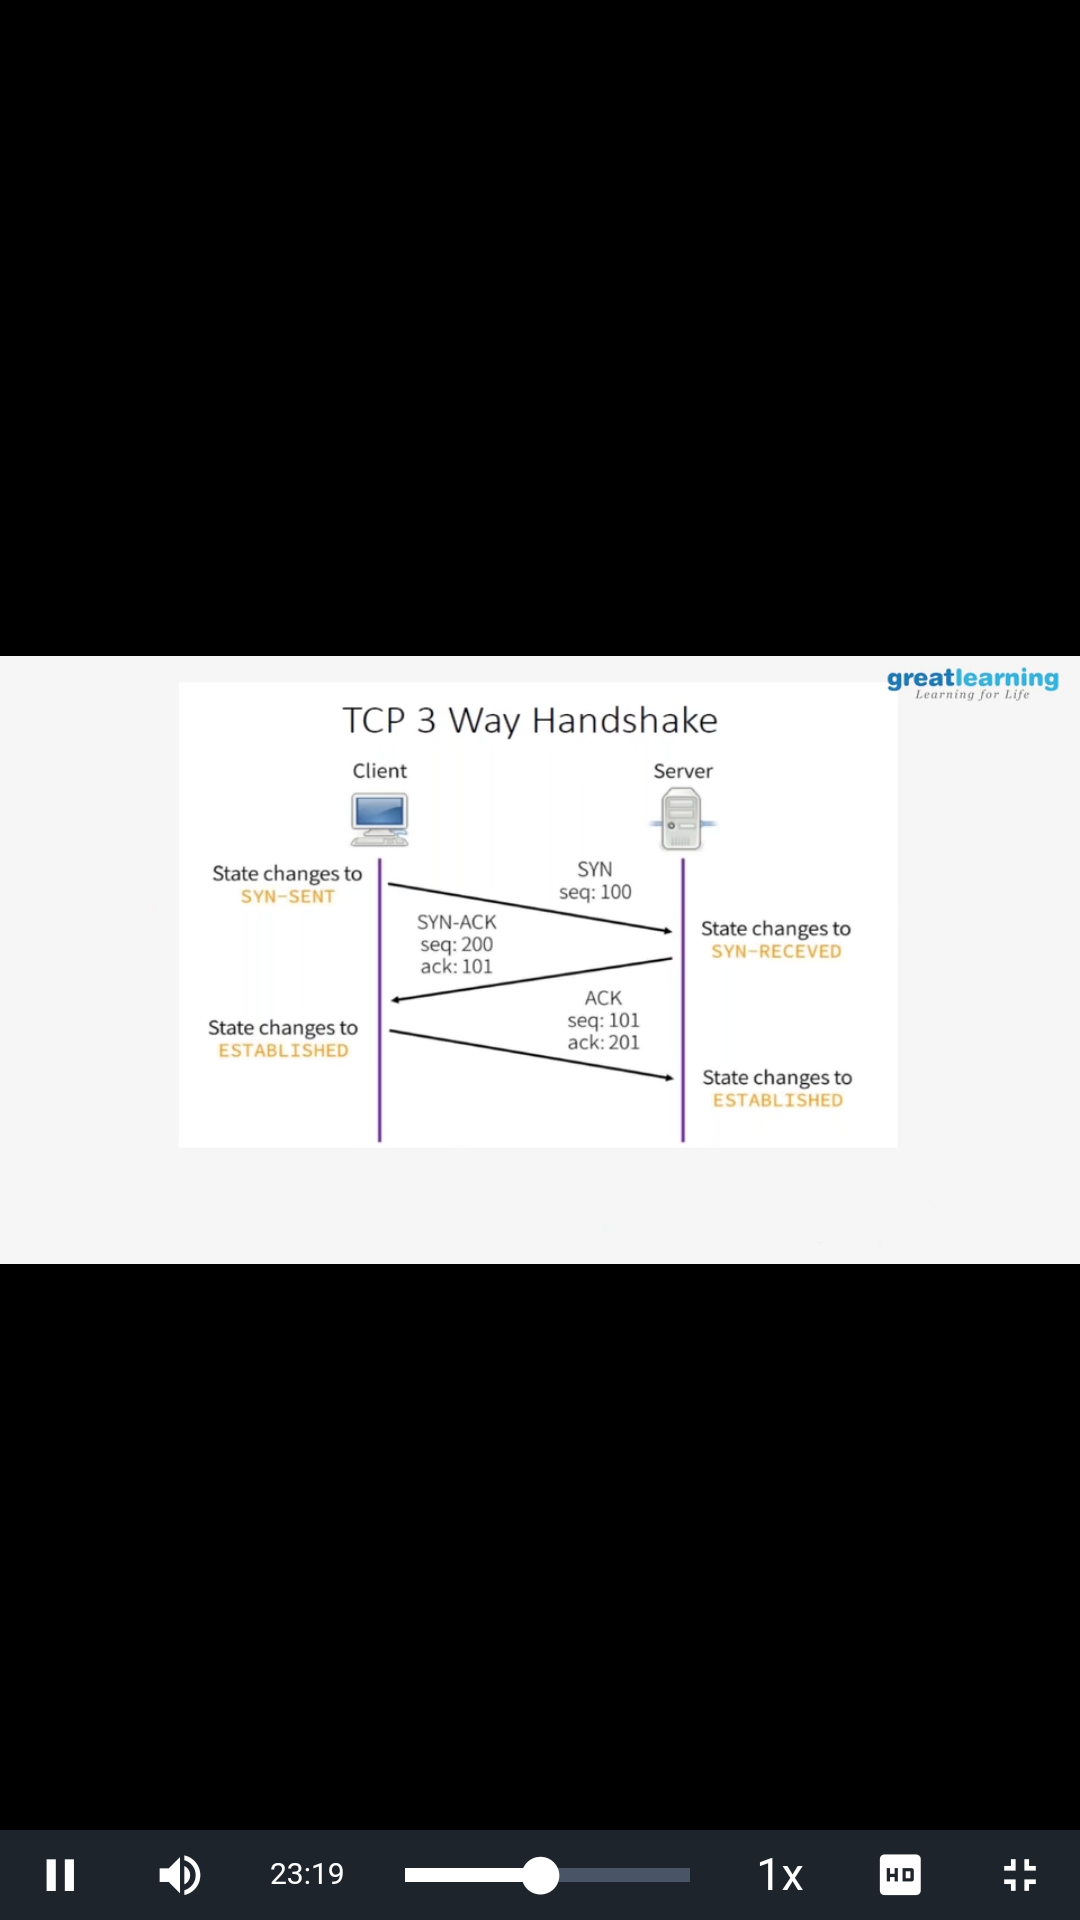 greatlearning
Learning for Life
TCP 3 Way Handshake
Client
Server
State changes to
SYN-SENT
SYN
seq: 100
SYN-ACK
seq: 200
ack: 101
State changes to
SYN-RECEVED
ACK
seq: 101
ack: 201
State changes to
ESTABLISHED
State changes to
ESTABLISHED
23:19
1x
HD